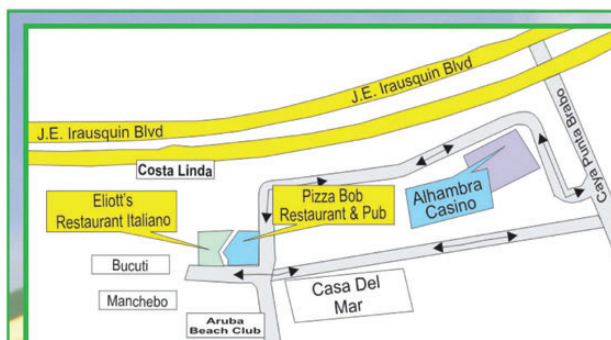 J.E. Irausquin Blvd
J.E. Irausquin Blvd
Costa Linda
Caya Punta Brabo
Eliott's
Restaurant Italiano
Pizza Bob
Restaurant & Pub
Alhambra
Casino
Bucuti
Manchebo
Casa Del
Mar
Aruba
Beach Club